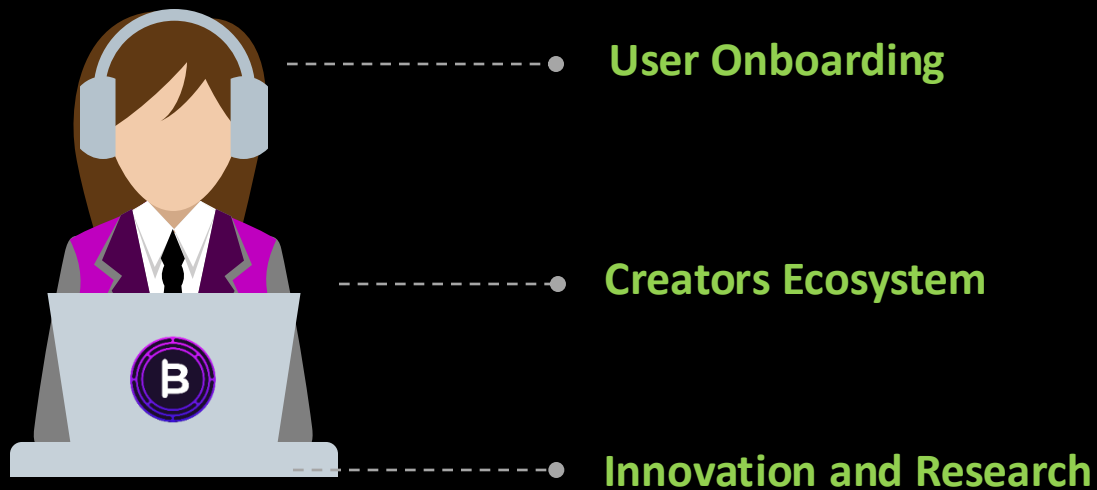 User Onboarding
Creators Ecosystem
B
Innovation and Research